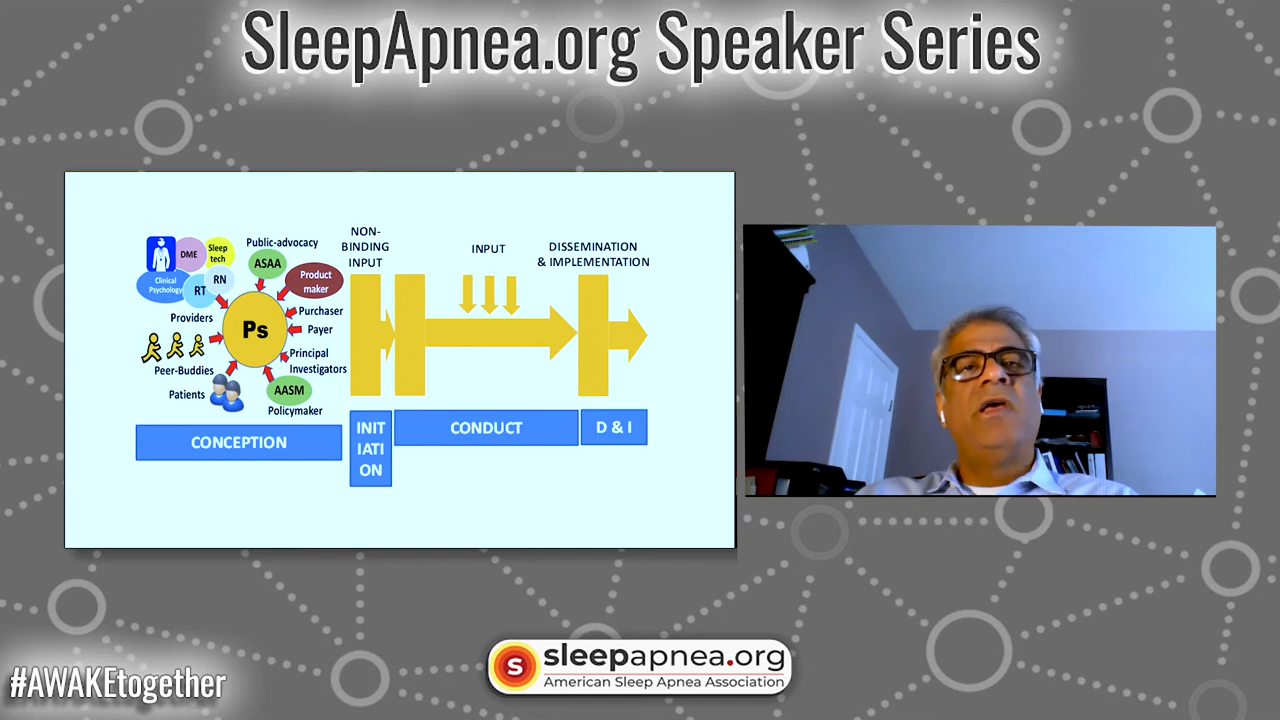 SleepApnea.org Speaker Series
NON-
BINDING
INPUT
INPUT
DISSEMINATION
& IMPLEMENTATION
Public-advocacy
ASAA
DME
Sleep
tech
RN
Clinical
Psychology
RT
Product
maker
Purchaser
Ps
Payer
Providers
Principal
Investigators
Peer-Buddies
Patients
AASM
Policymaker
CONCEPTION
INIT
IATI
ON
CONDUCT
D & I
#AWAKEtogether
S
sleepapnea.org
American Sleep Apnea Association